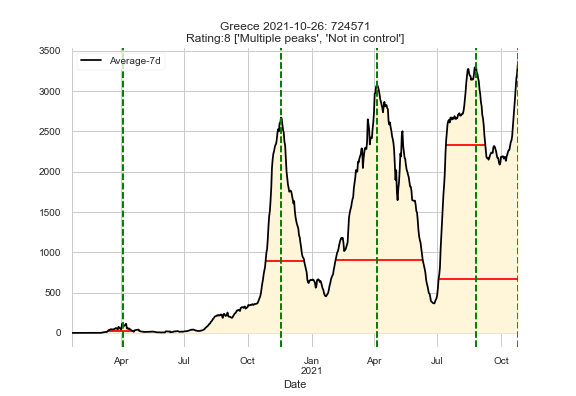 Greece 2021-10-26: 724571
Rating:8 ['Multiple peaks', 'Not in control']
3500
Average-7d
3000
2500
2000
1500
1000
500
0
Apr
Jul
Oct
Jan
2021
Apr
Jul
Oct
Date